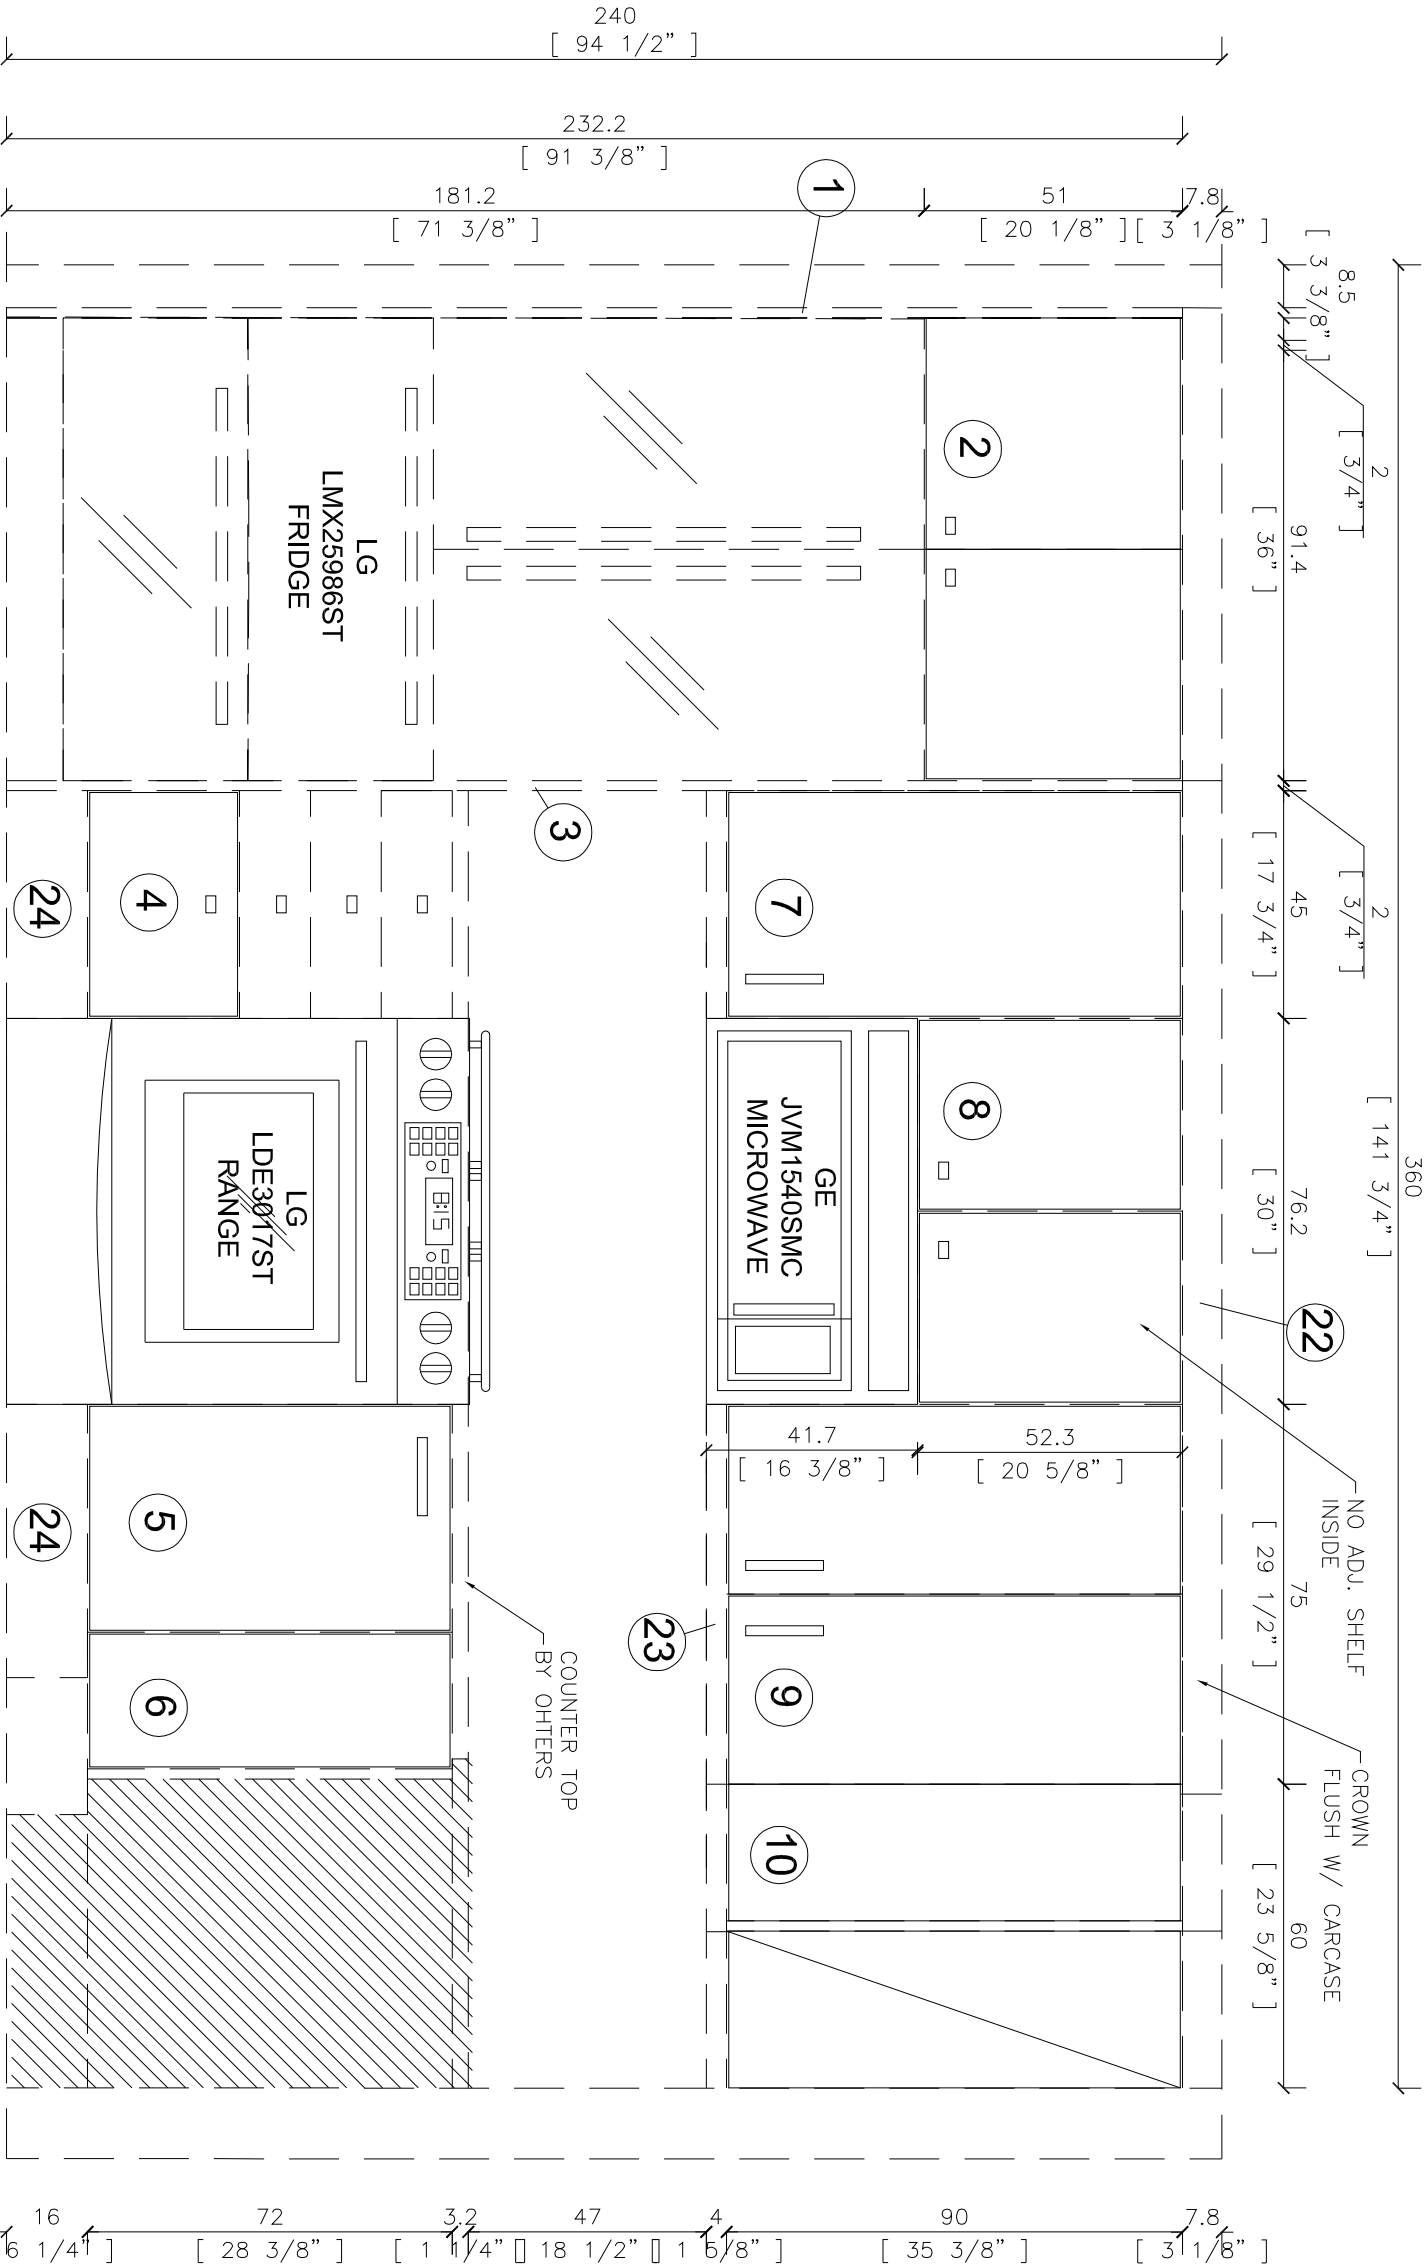 240
[ 94 1/2” ]
232.2
[ 91 3/8” ]
181.2
[ 71 3/8” ]
51
[ 20 1/8” ]
7.8
[ 3 1/8” ]
360
[ 141 3/4” ]
8.5
[ 3 3/8” ]
2
[ 3/4” ]
91.4
[ 36” ]
2
[ 3/4” ]
45
[ 17 3/4” ]
76.2
[ 30” ]
75
[ 29 1/2” ]
60
[ 23 5/8” ]
22
NO ADJ. SHELF
INSIDE
CROWN
FLUSH W/ CARCASE
1
2
3
7
8
9
10
GE
JVM1540SMC
MICROWAVE
41.7
[ 16 3/8” ]
52.3
[ 20 5/8” ]
23
COUNTER TOP
BY OHTERS
LG
LMX25986ST
FRIDGE
4
24
8:15
LG
LDE3017ST
RANGE
5
6
24
7.8
[ 3 1/8” ]
90
[ 35 3/8” ]
4
[ 1 5/8” ]
47
[ 18 1/2” ]
3.2
[ 1 1/4” ]
72
[ 28 3/8” ]
16
6 1/4” ]